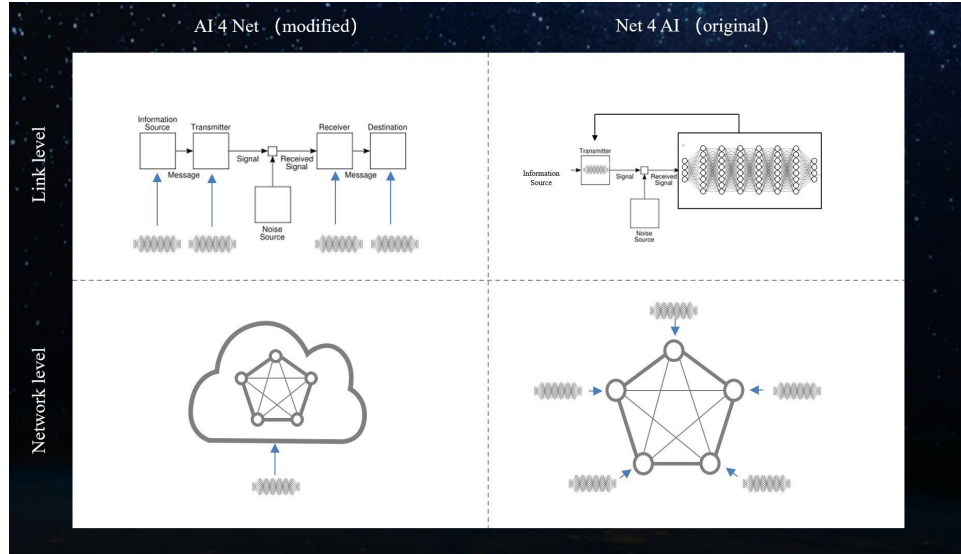 AI 4 Net （modified）
Net 4 AI （original）
Link level
Information
Source
Transmitter
Receiver
Destination
Signal
Received
Signal
Message
Message
Noise
Source
Transmitter
Information
Source
Signal
Received
Signal
Noise
Source
Network level